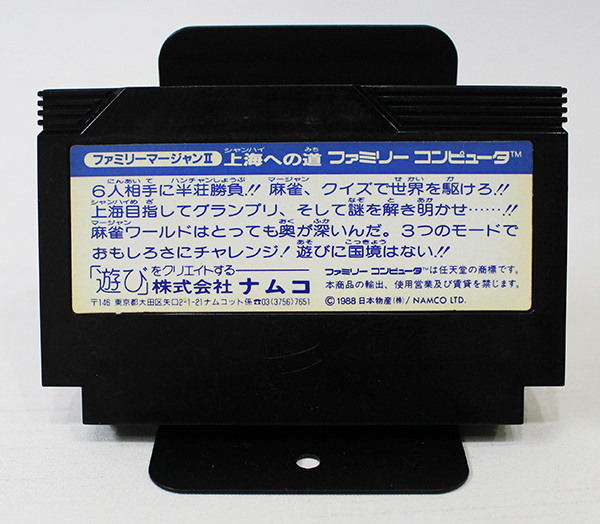 ファミリーマージャンII 上海への道 ファミリー コンピュータ™
6人相手に半荘勝負!! 麻雀、クイズで世界を駆けろ!!
上海目指してグランプリ、そして謎を解き明かせ……!!
麻雀ワールドはとっても奥が深いんだ。3つのモードで
おもしろさにチャレンジ! 遊びに国境はない!!
「遊び」をクリエイトする
株式会社 ナムコ
〒146 東京都大田区矢口2-1-21ナムコット係☎03(3756)7651
ファミリー コンピュータ™は任天堂の商標です。
本商品の輸出、使用営業及び賃貸を禁じます。
©1988 日本物産(株)/ NAMCO LTD.